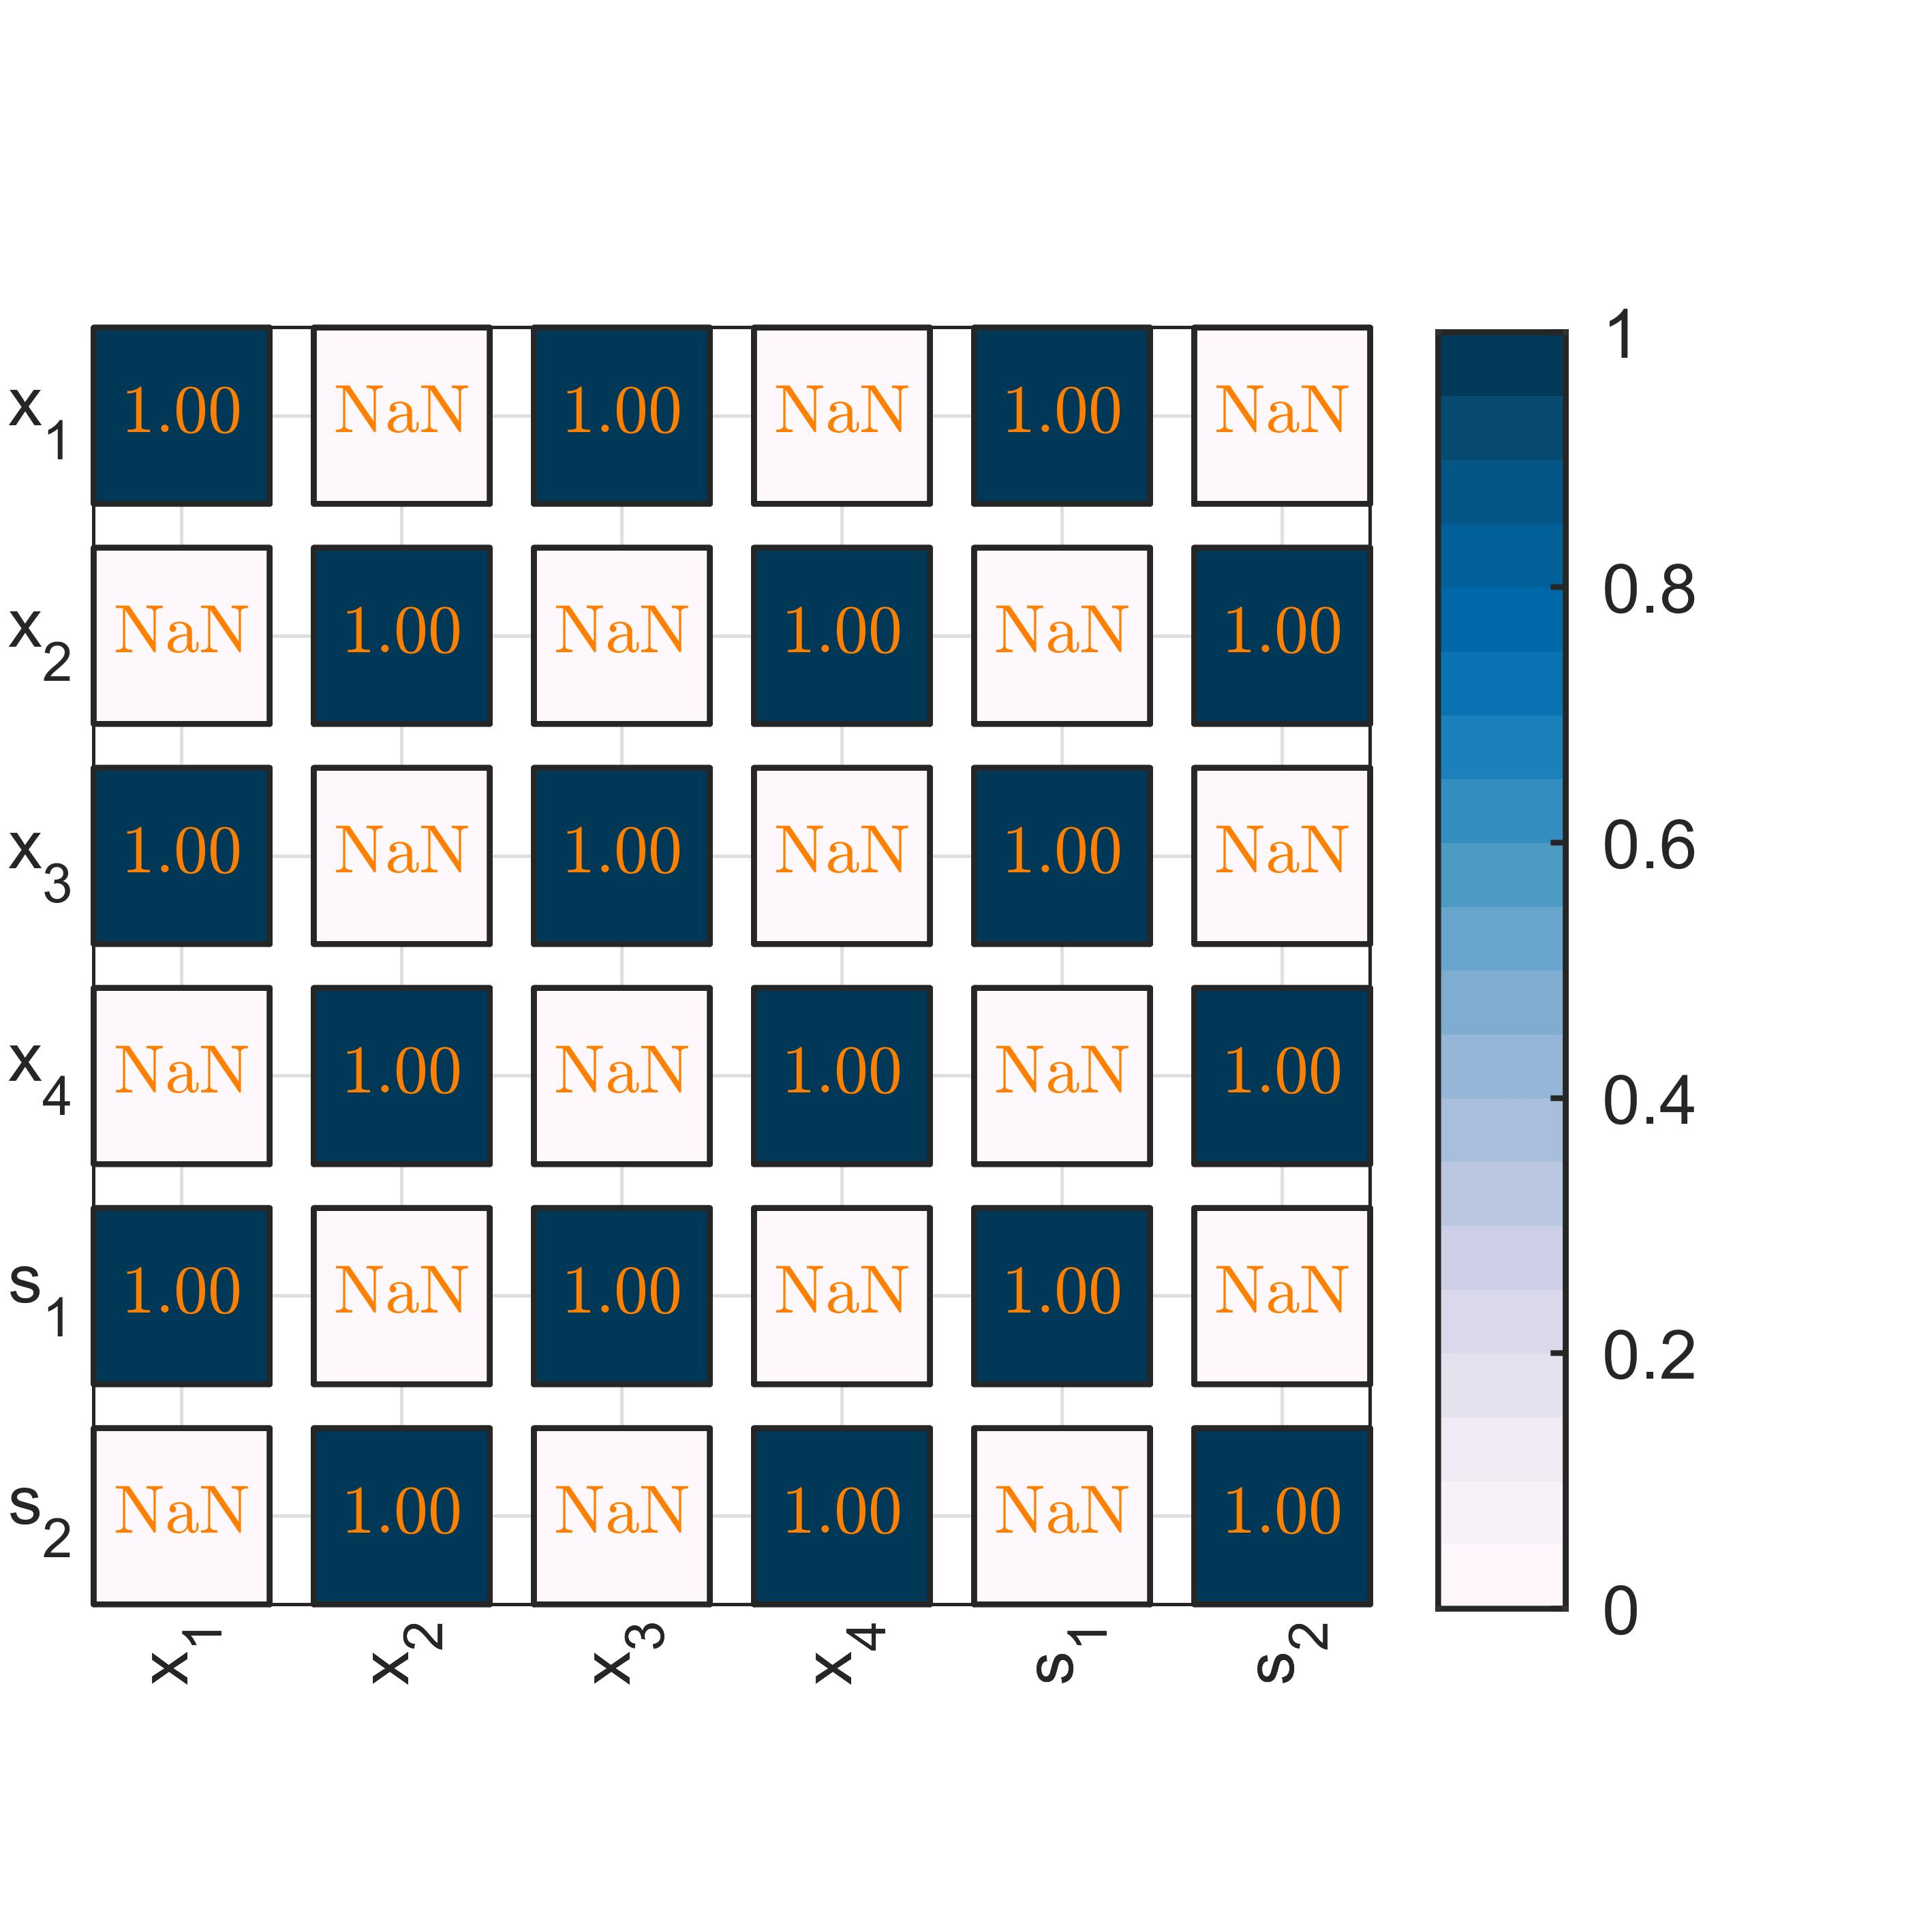 x1 1.00 NaN 1.00 NaN 1.00 NaN
x2 NaN 1.00 NaN 1.00 NaN 1.00
x3 1.00 NaN 1.00 NaN 1.00 NaN
x4 NaN 1.00 NaN 1.00 NaN 1.00
s1 1.00 NaN 1.00 NaN 1.00 NaN
s2 NaN 1.00 NaN 1.00 NaN 1.00
x1 x2 x3 x4 s1 s2
1
0.8
0.6
0.4
0.2
0